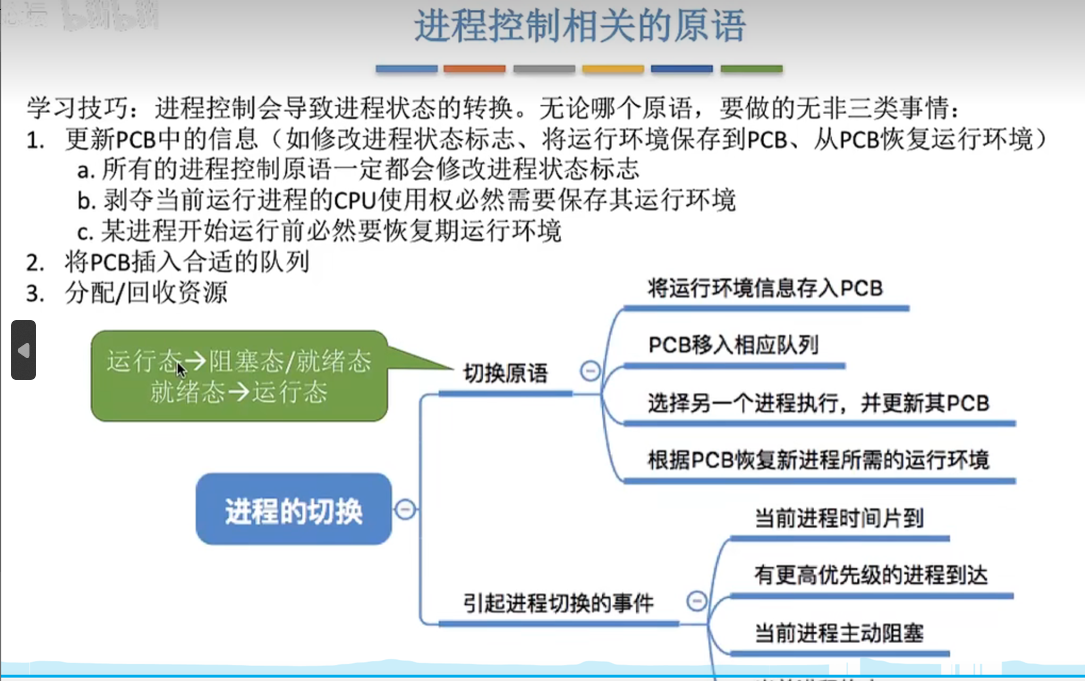 进程控制相关的原语
学习技巧：进程控制会导致进程状态的转换。无论哪个原语，要做的无非三类事情：
1. 更新PCB中的信息（如修改进程状态标志、将运行环境保存到PCB、从PCB恢复运行环境）
a. 所有的进程控制原语一定都会修改进程状态标志
b. 剥夺当前运行进程的CPU使用权必然需要保存其运行环境
c. 某进程开始运行前必然要恢复期运行环境
2. 将PCB插入合适的队列
3. 分配/回收资源
运行态→阻塞态/就绪态
就绪态→运行态
切换原语
将运行环境信息存入PCB
PCB移入相应队列
选择另一个进程执行，并更新其PCB
根据PCB恢复新进程所需的运行环境
进程的切换
引起进程切换的事件
当前进程时间片到
有更高优先级的进程到达
当前进程主动阻塞